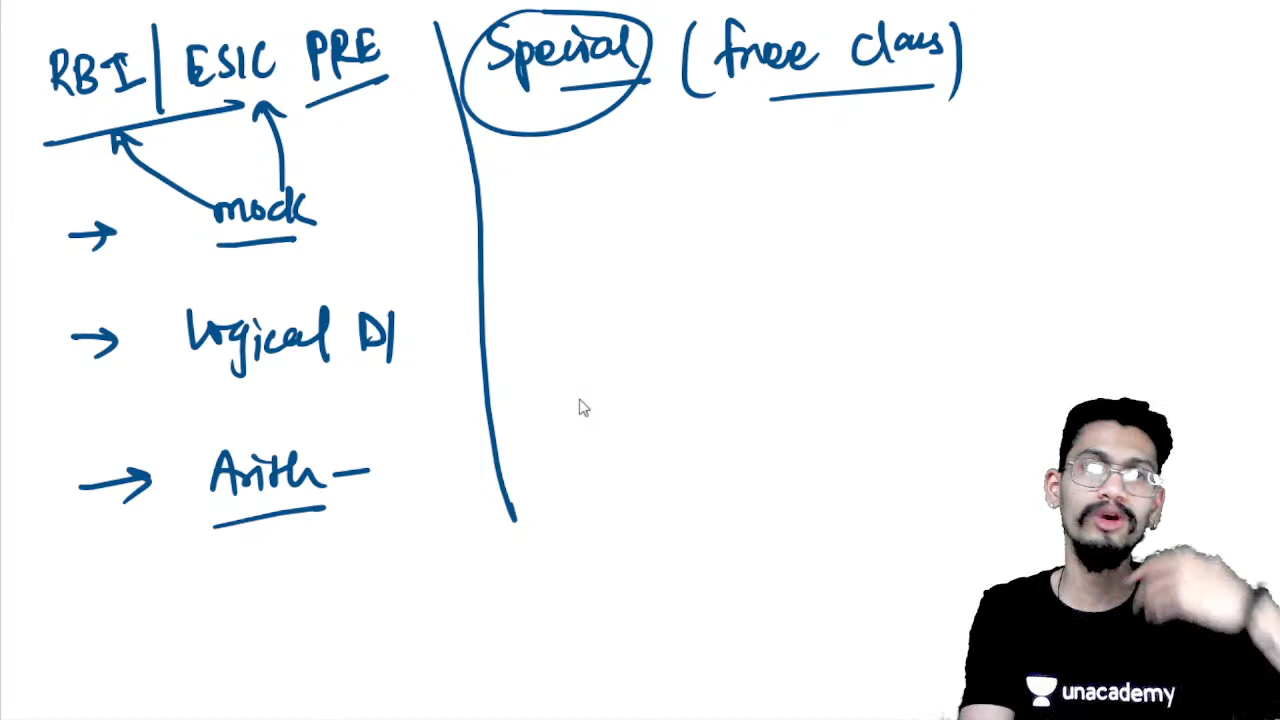 RBI | ESIC PRE
mock
Logical DI
Arith -
Special (free class)
unacademy